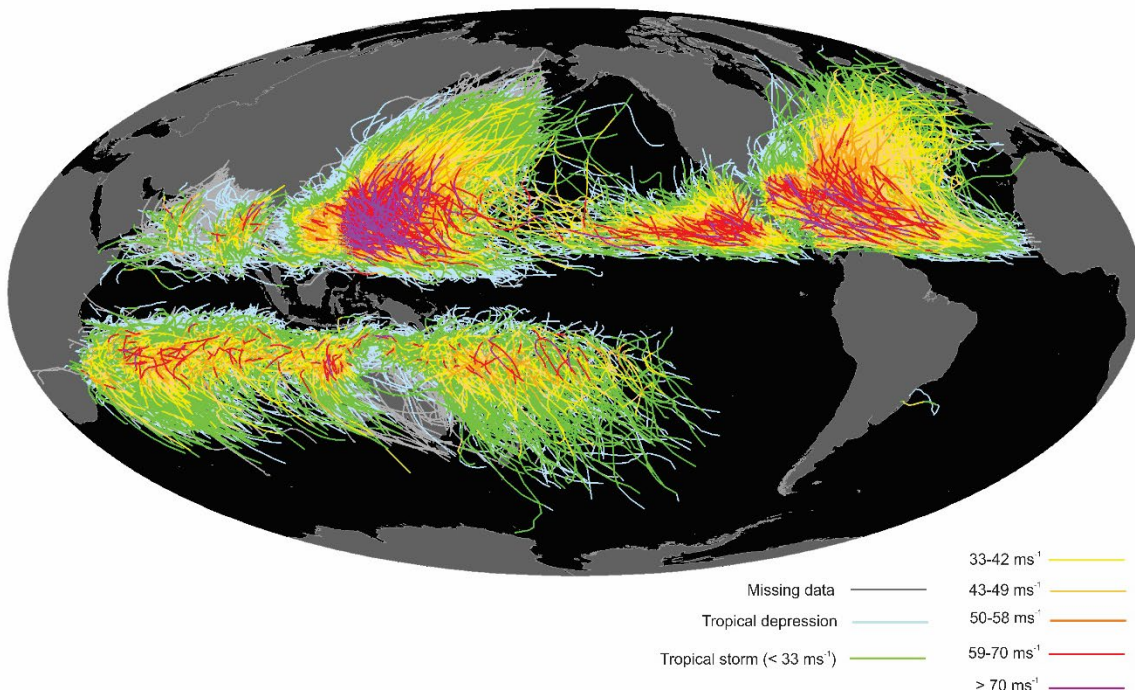 Missing data
Tropical depression
Tropical storm (< 33 ms⁻¹)
33-42 ms⁻¹
43-49 ms⁻¹
50-58 ms⁻¹
59-70 ms⁻¹
> 70 ms⁻¹